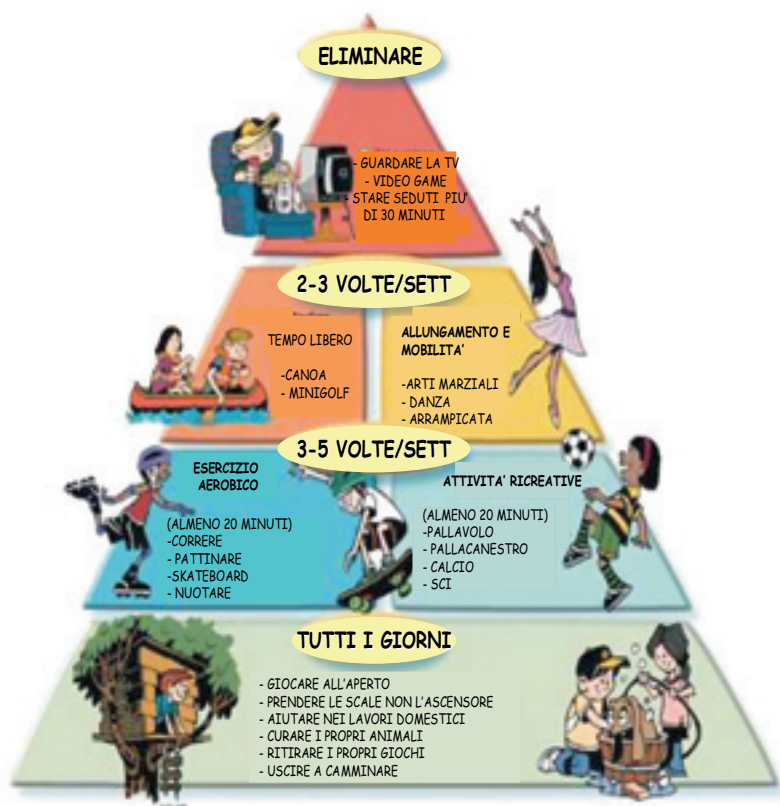 ELIMINARE
- GUARDARE LA TV
- VIDEO GAME
- STARE SEDUTI PIU'
DI 30 MINUTI
2-3 VOLTE/SETT
TEMPO LIBERO
-CANOA
- MINIGOLF
ALLUNGAMENTO E
MOBILITA'
-ARTI MARZIALI
- DANZA
- ARRAMPICATA
3-5 VOLTE/SETT
ESERCIZIO
AEROBICO
(ALMENO 20 MINUTI)
-CORRERE
- PATTINARE
-SKATEBOARD
- NUOTARE
ATTIVITA' RICREATIVE
(ALMENO 20 MINUTI)
-PALLAVOLO
- PALLACANESTRO
- CALCIO
- SCI
TUTTI I GIORNI
- GIOCARE ALL'APERTO
- PRENDERE LE SCALE NON L'ASCENSORE
- AIUTARE NEI LAVORI DOMESTICI
- CURARE I PROPRI ANIMALI
- RITIRARE I PROPRI GIOCHI
- USCIRE A CAMMINARE